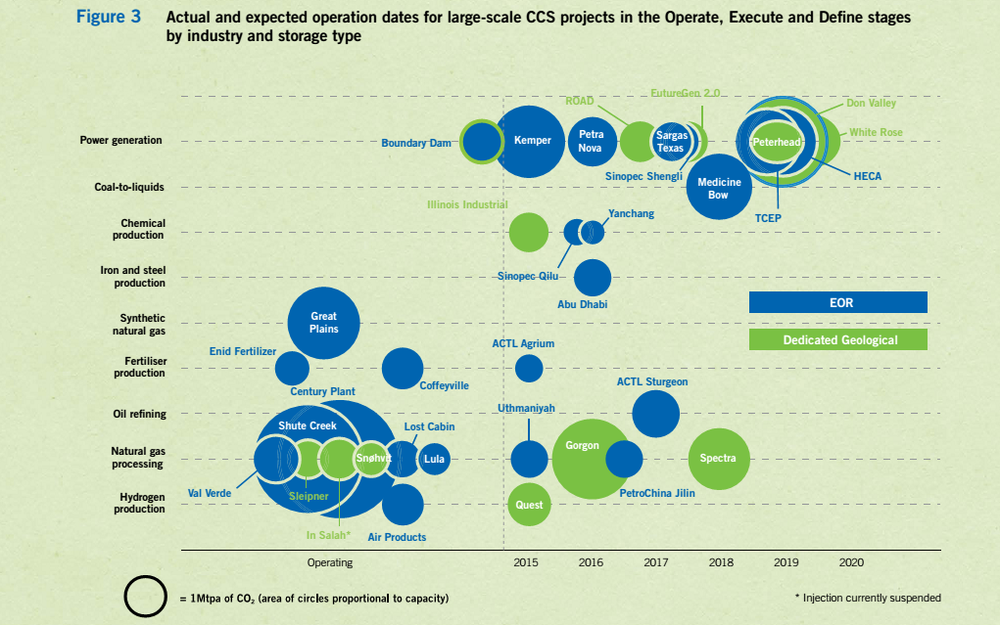 Figure 3
Actual and expected operation dates for large-scale CCS projects in the Operate, Execute and Define stages
by industry and storage type
FutureGen 2.0
ROAD
Don Valley
White Rose
Power generation
Boundary Dam
Kemper
Petra
Nova
Sargas
Texas
Peterhead
Sinopec Shengli
HECA
Coal-to-liquids
Medicine
Bow
TCEP
Illinois Industrial
Yanchang
Chemical
production
Sinopec Qilu
Iron and steel
production
Abu Dhabi
EOR
Synthetic
natural gas
Great
Plains
Dedicated Geological
Enid Fertilizer
ACTL Agrium
Fertiliser
production
Coffeyville
ACTL Sturgeon
Century Plant
Uthmaniyah
Oil refining
Shute Creek
Lost Cabin
Natural gas
processing
Snøhvit
Lula
Gorgon
Spectra
Val Verde
Sleipner
PetroChina Jilin
Hydrogen
production
Quest
In Salah*
Air Products
Operating
2015
2016
2017
2018
2019
2020
= 1Mtpa of CO₂ (area of circles proportional to capacity)
* Injection currently suspended